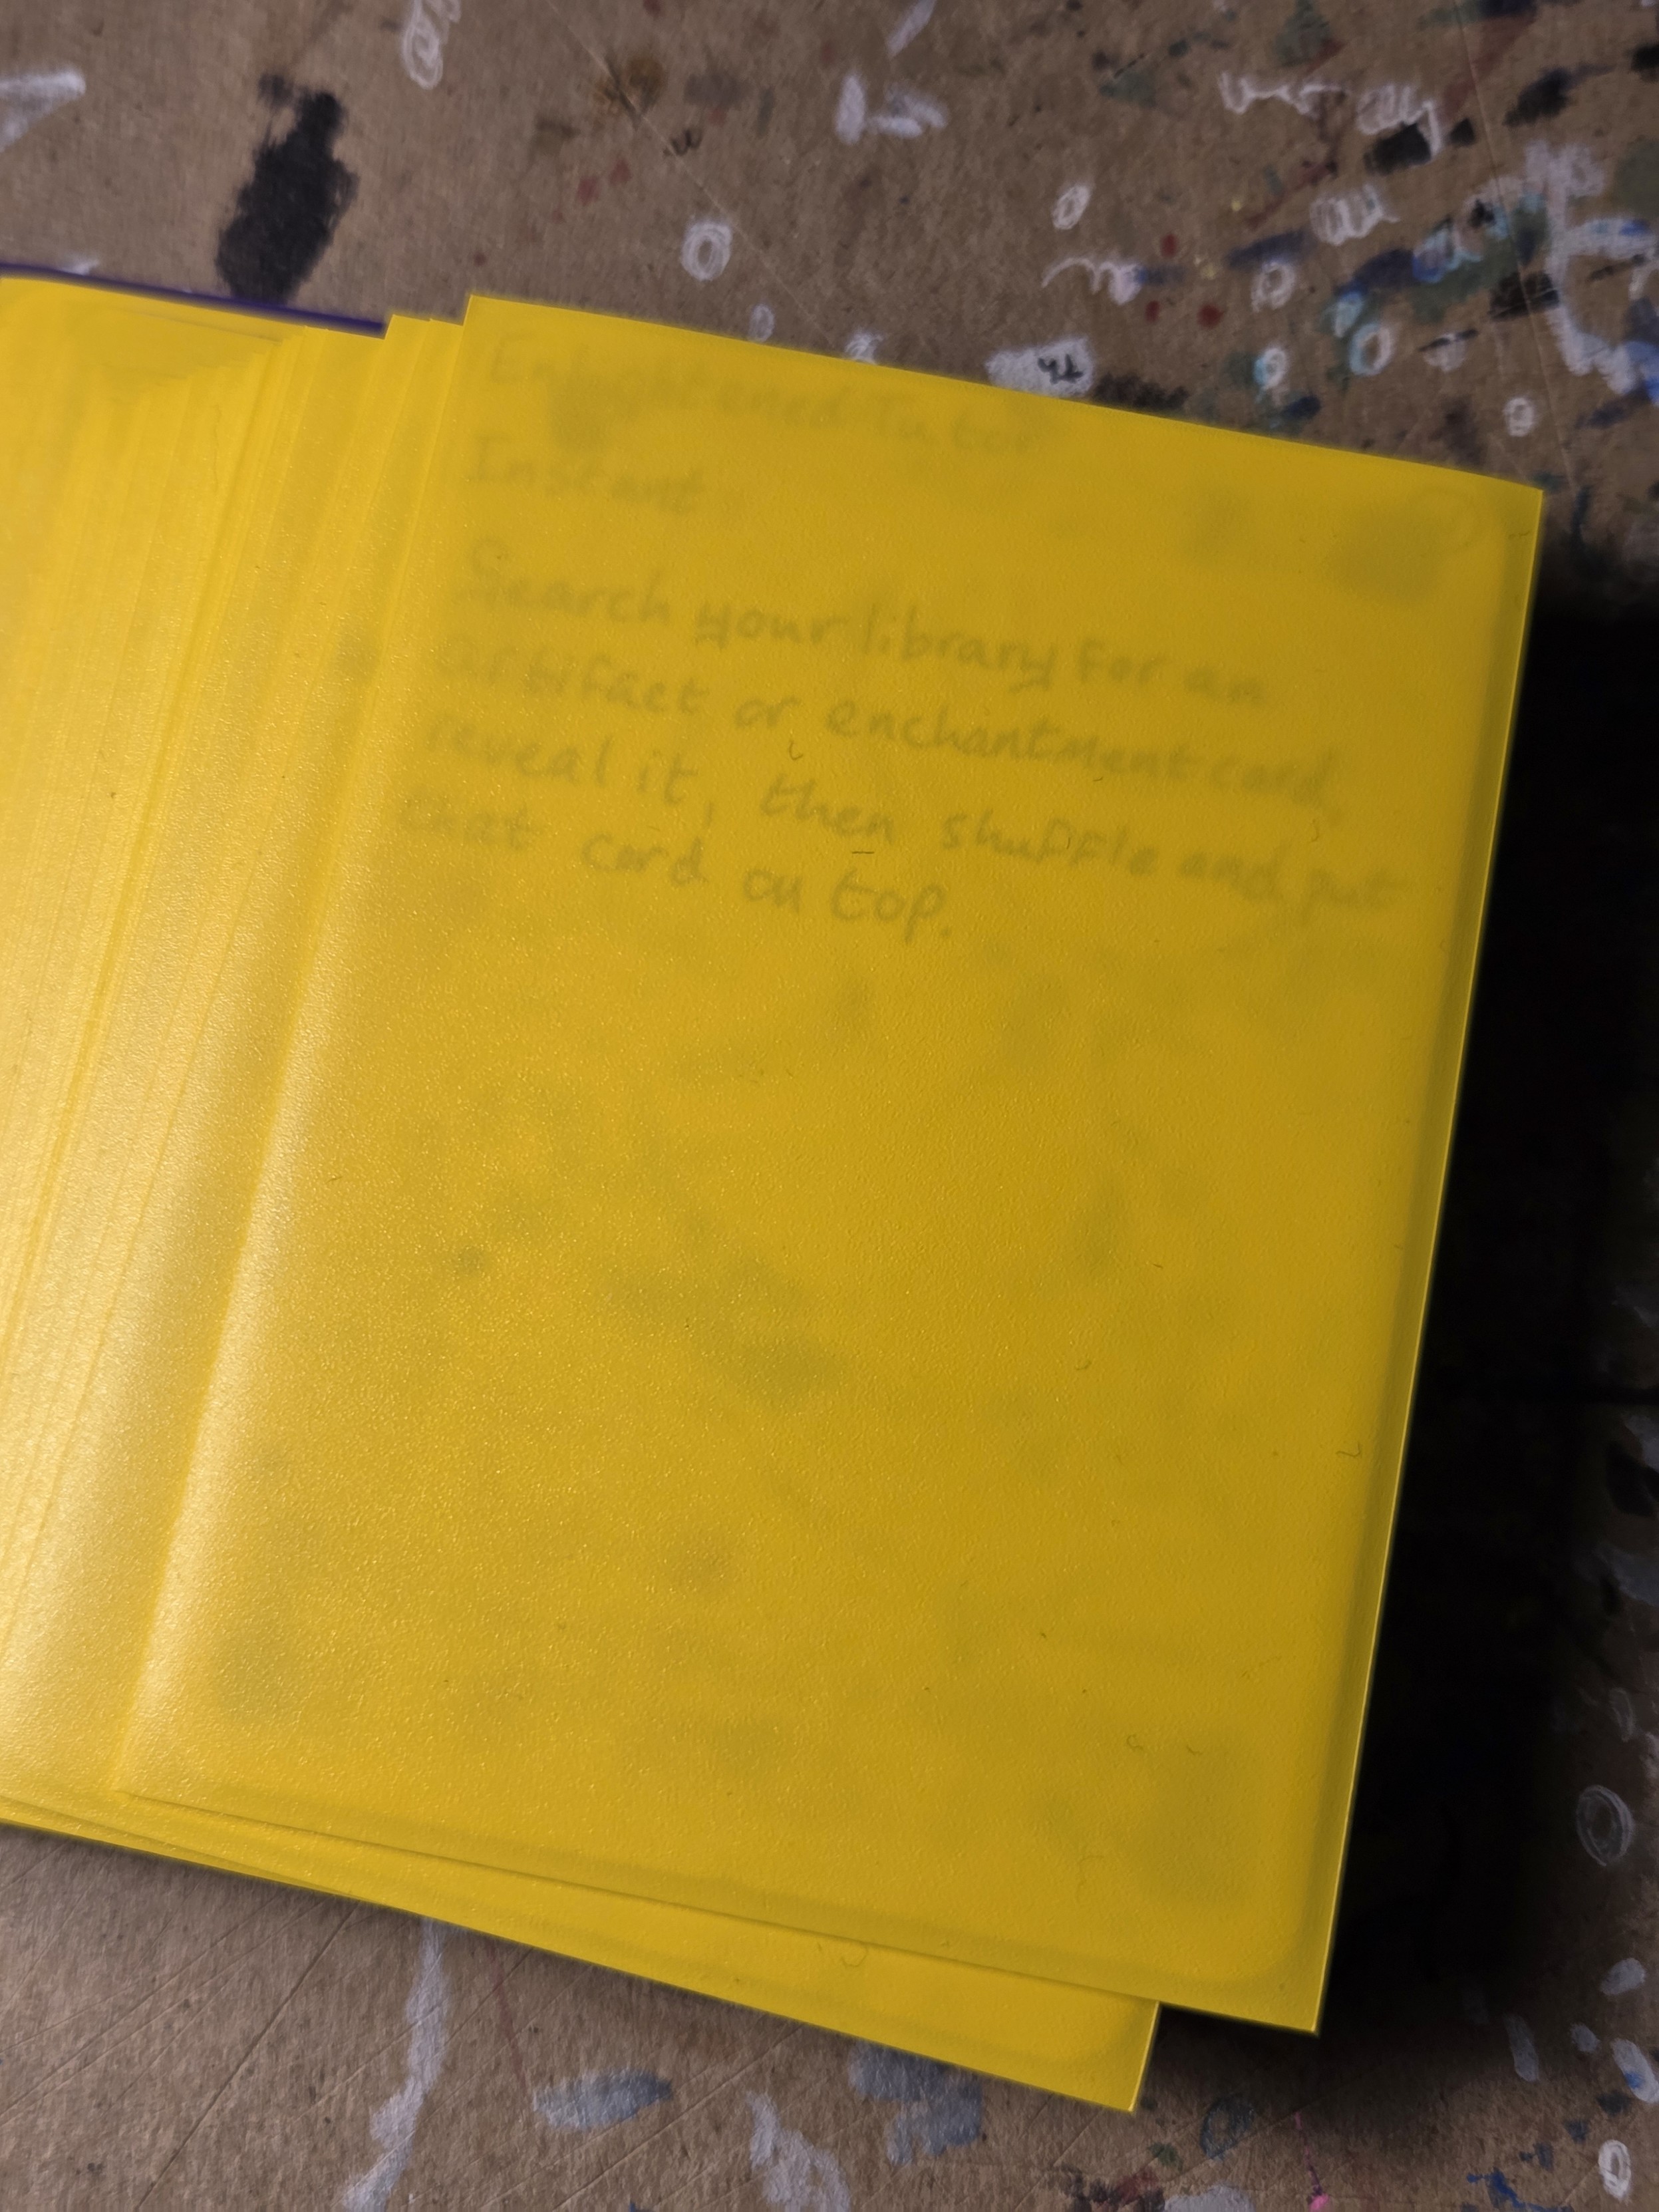 Enlightened Tutor
Instant
Search your library For an
artifact or enchantment card,
reveal it, then shuffle and put
that card on top.